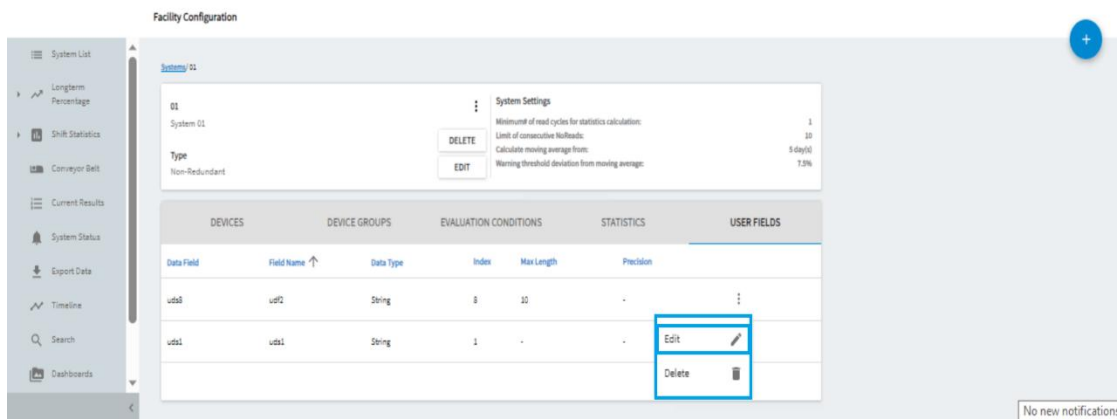 Facility Configuration
System List
Longterm
Percentage
Shift Statistics
Conveyor Belt
Current Results
System Status
Export Data
Timeline
Search
Dashboards
Systems/ 01
01
System 01
Type
Non-Redundant
DELETE
EDIT
System Settings
Minimum# of read cycles for statistics calculation: 1
Limit of consecutive NoReads: 10
Calculate moving average from: 5 day(s)
Warning threshold deviation from moving average: 7.5%
DEVICES DEVICE GROUPS EVALUATION CONDITIONS STATISTICS USER FIELDS
Data Field Field Name Data Type Index Max Length Precision
uds8 udf2 String 8 10 -
uds1 uds1 String 1 - -
Edit
Delete
No new notifications